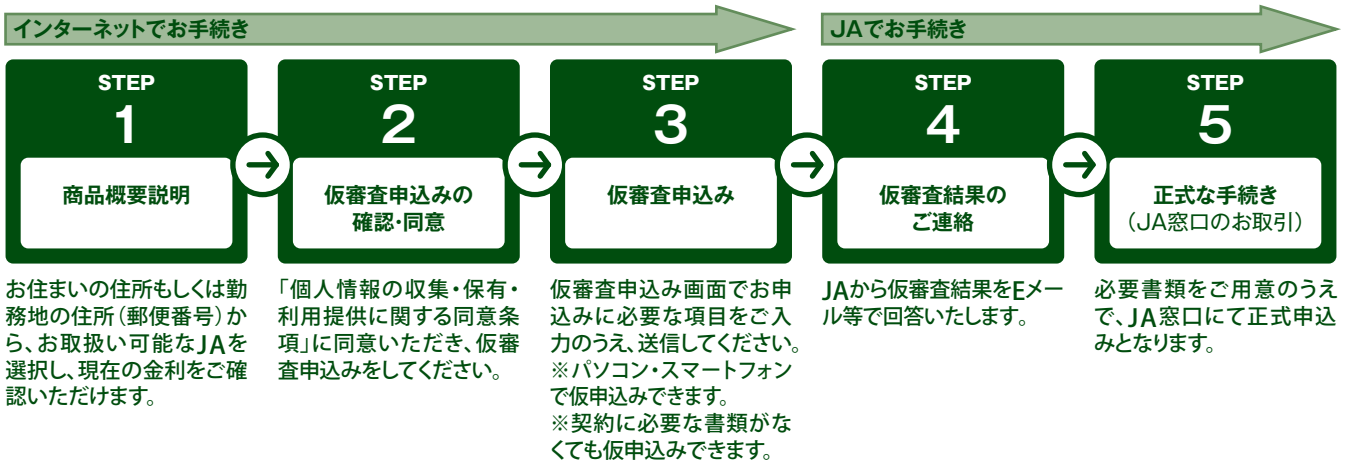 インターネットでお手続き
JAでお手続き
STEP
1
商品概要説明
お住まいの住所もしくは勤
務地の住所（郵便番号）か
ら、お取扱い可能なJAを
選択し、現在の金利をご確
認いただけます。
STEP
2
仮審査申込みの
確認・同意
「個人情報の収集・保有・
利用提供に関する同意条
項」に同意いただき、仮審
査申込みをしてください。
STEP
3
仮審査申込み
仮審査申込み画面でお申
込みに必要な項目をご入
力のうえ、送信してください。
※パソコン・スマートフォン
で仮申込みできます。
※契約に必要な書類がな
くても仮申込みできます。
STEP
4
仮審査結果の
ご連絡
JAから仮審査結果をEメー
ル等で回答いたします。
STEP
5
正式な手続き
（JA窓口のお取引）
必要書類をご用意のうえ
で、JA窓口にて正式申込
みとなります。